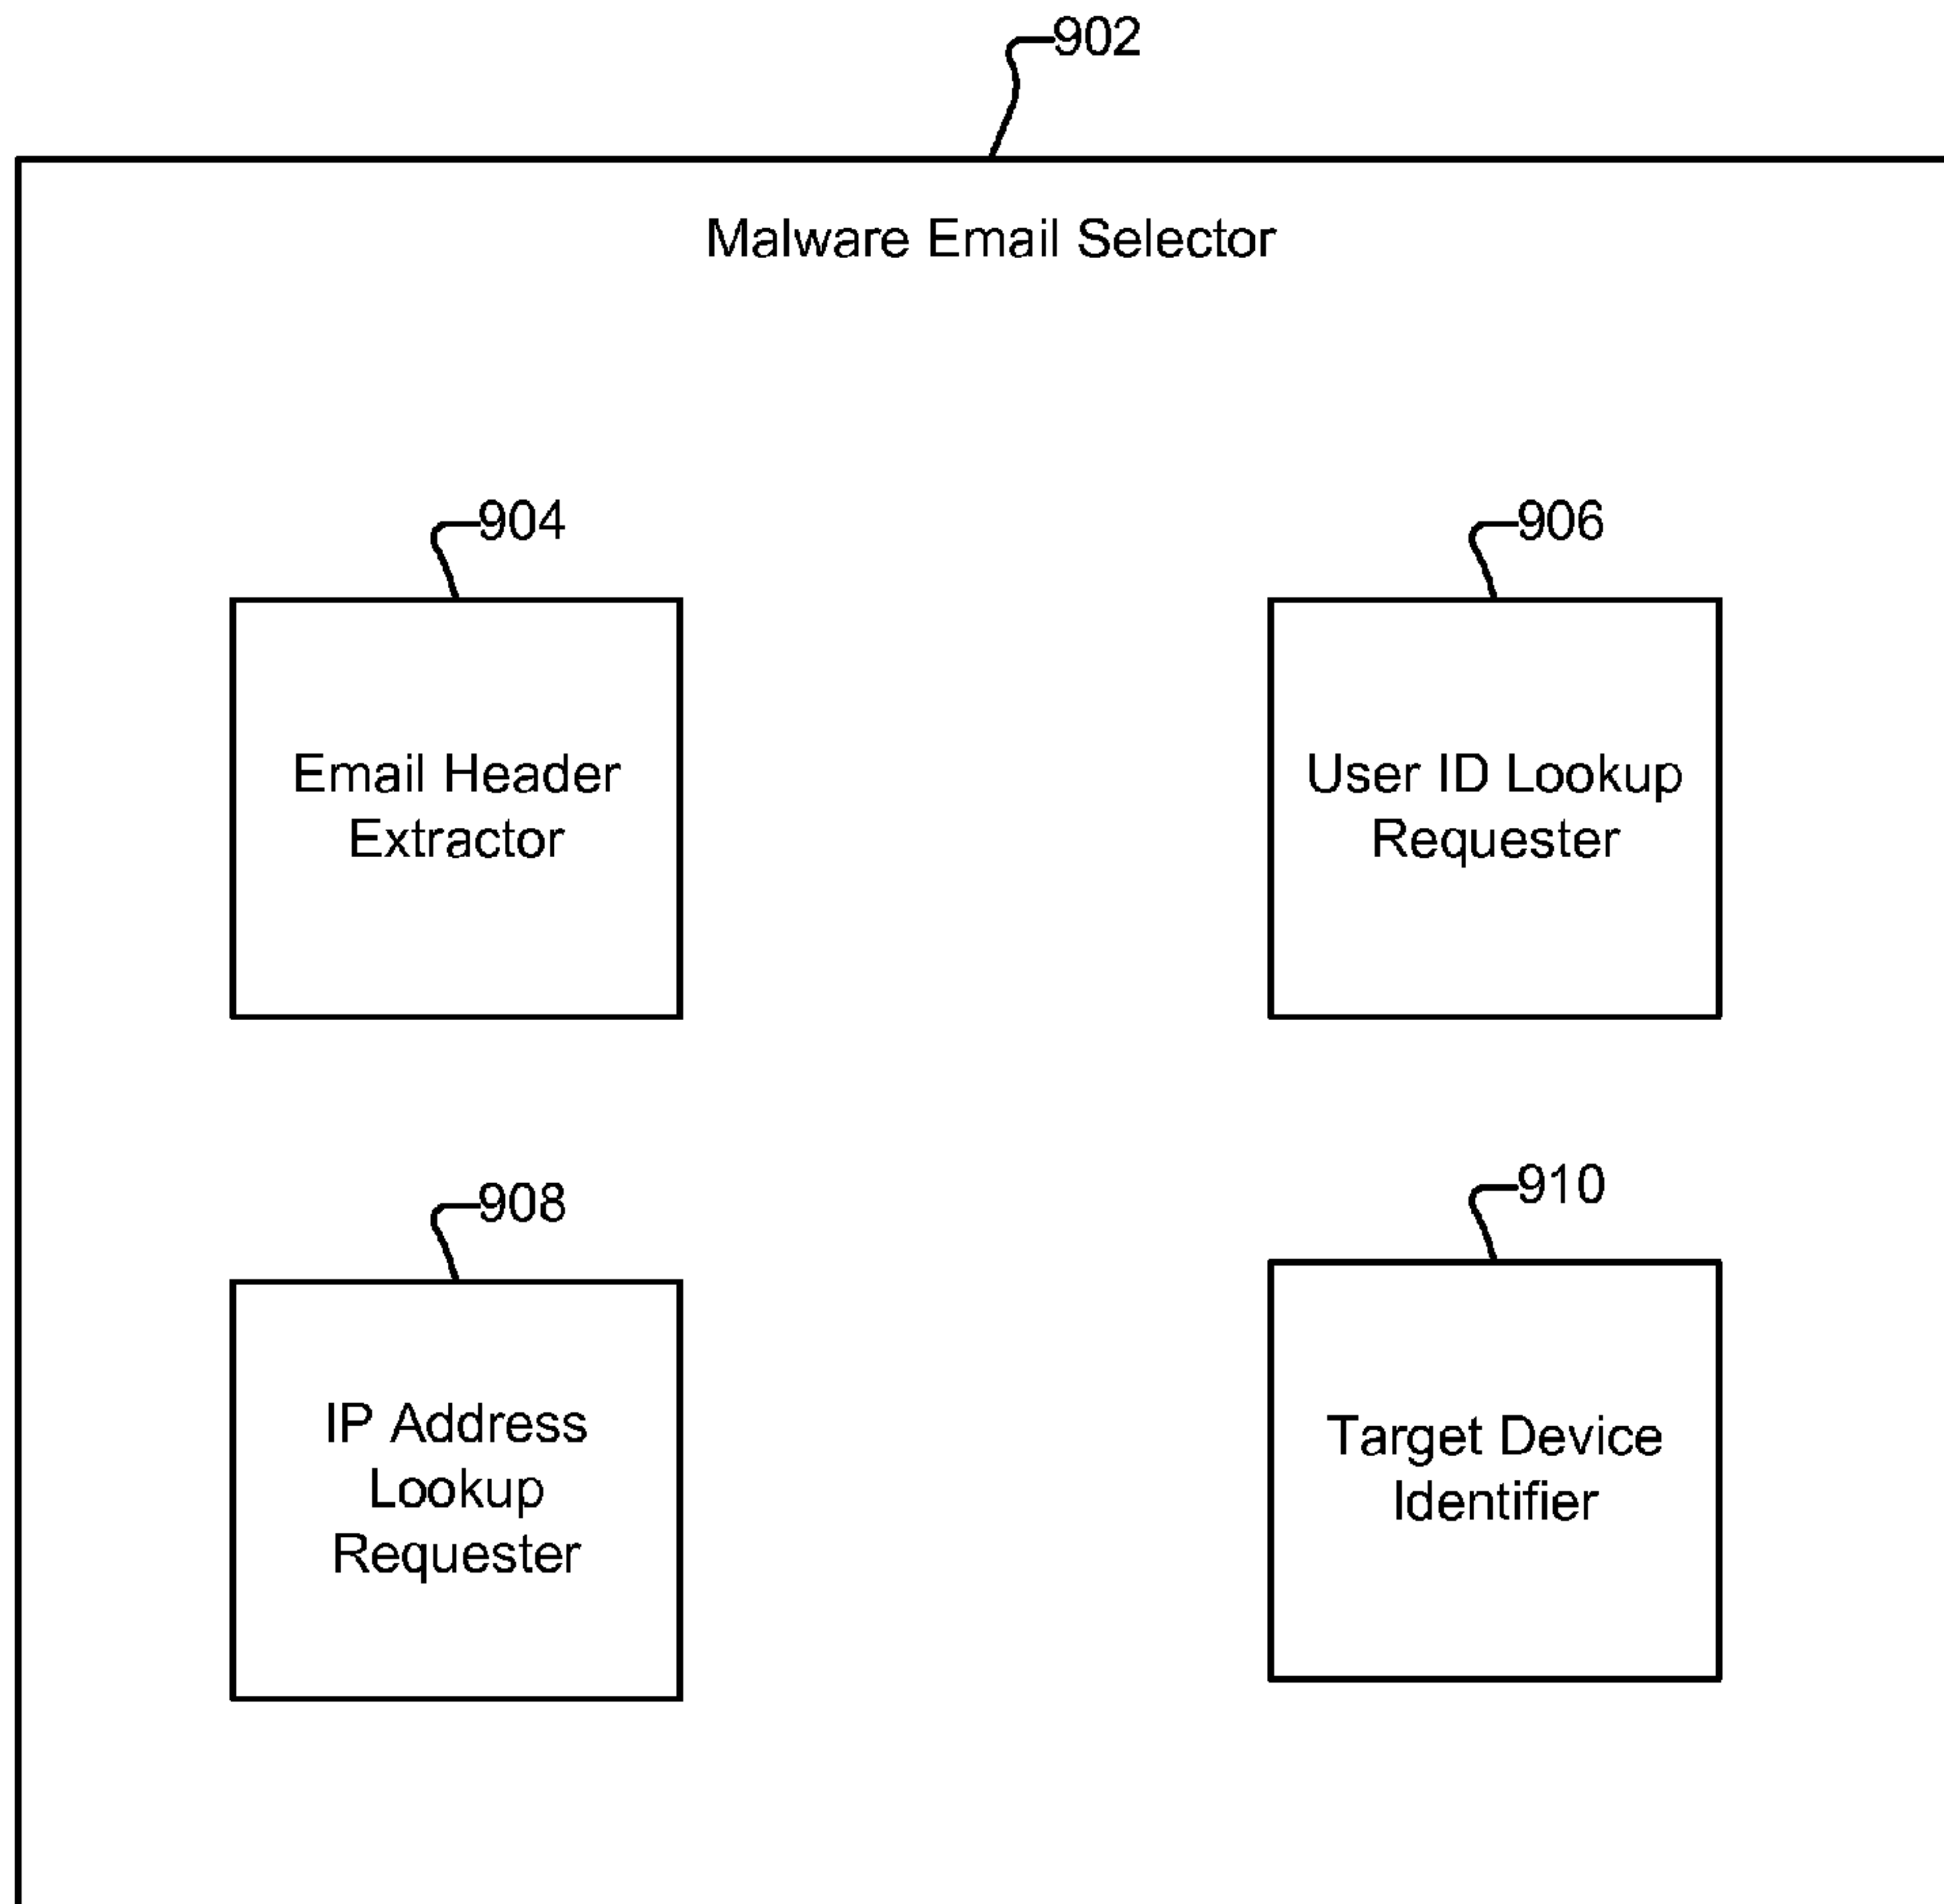 902
Malware Email Selector
904
906
Email Header
Extractor
User ID Lookup
Requester
908
910
IP Address
Lookup
Requester
Target Device
Identifier